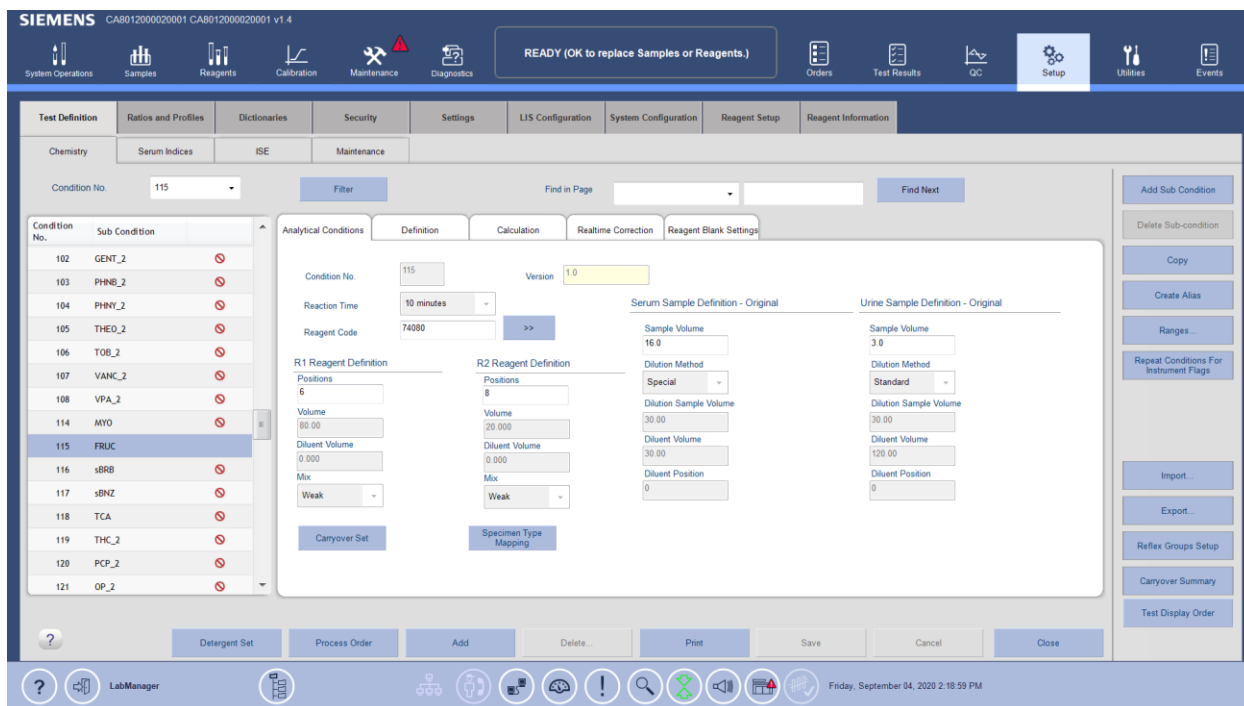 SIEMENS CA8012000020001 CA8012000020001 v1.4
System Operations
Samples
Reagents
Calibration
Maintenance
Diagnostics
READY (OK to replace Samples or Reagents.)
Orders
Test Results
QC
Setup
Utilities
Events
Test Definition
Ratios and Profiles
Dictionaries
Security
Settings
LIS Configuration
System Configuration
Reagent Setup
Reagent Information
Chemistry
Serum Indices
ISE
Maintenance
Condition No.
115
Filter
Find in Page
Find Next
Condition
No.
Sub Condition
102 GENT_2
103 PHNB_2
104 PHNY_2
105 THEO_2
106 TOB_2
107 VANC_2
108 VPA_2
114 MYO
115 FRUC
116 sBRB
117 sBNZ
118 TCA
119 THC_2
120 PCP_2
121 OP_2
Analytical Conditions
Definition
Calculation
Realtime Correction
Reagent Blank Settings
Condition No.
115
Version
1.0
Reaction Time
10 minutes
Reagent Code
74080
>>
R1 Reagent Definition
Positions
6
Volume
80.00
Diluent Volume
0.000
Mix
Weak
Carryover Set
R2 Reagent Definition
Positions
8
Volume
20.000
Diluent Volume
0.000
Mix
Weak
Specimen Type
Mapping
Serum Sample Definition - Original
Sample Volume
16.0
Dilution Method
Special
Dilution Sample Volume
30.00
Diluent Volume
30.00
Diluent Position
0
Urine Sample Definition - Original
Sample Volume
3.0
Dilution Method
Standard
Dilution Sample Volume
30.00
Diluent Volume
120.00
Diluent Position
0
Add Sub Condition
Delete Sub-condition
Copy
Create Alias
Ranges...
Repeat Conditions For
Instrument Flags
Import...
Export...
Reflex Groups Setup
Carryover Summary
Test Display Order
?
Detergent Set
Process Order
Add
Delete...
Print
Save
Cancel
Close
?
LabManager
!
Friday, September 04, 2020 2:18:59 PM